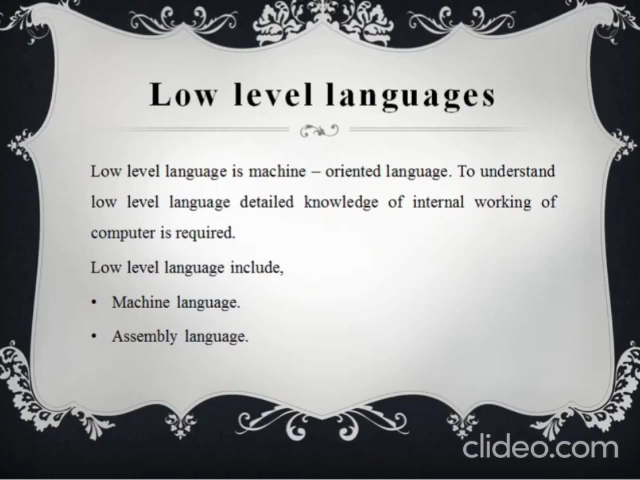 Low level languages
Low level language is machine – oriented language. To understand
low level language detailed knowledge of internal working of
computer is required.
Low level language include,
• Machine language.
• Assembly language.
clideo.com